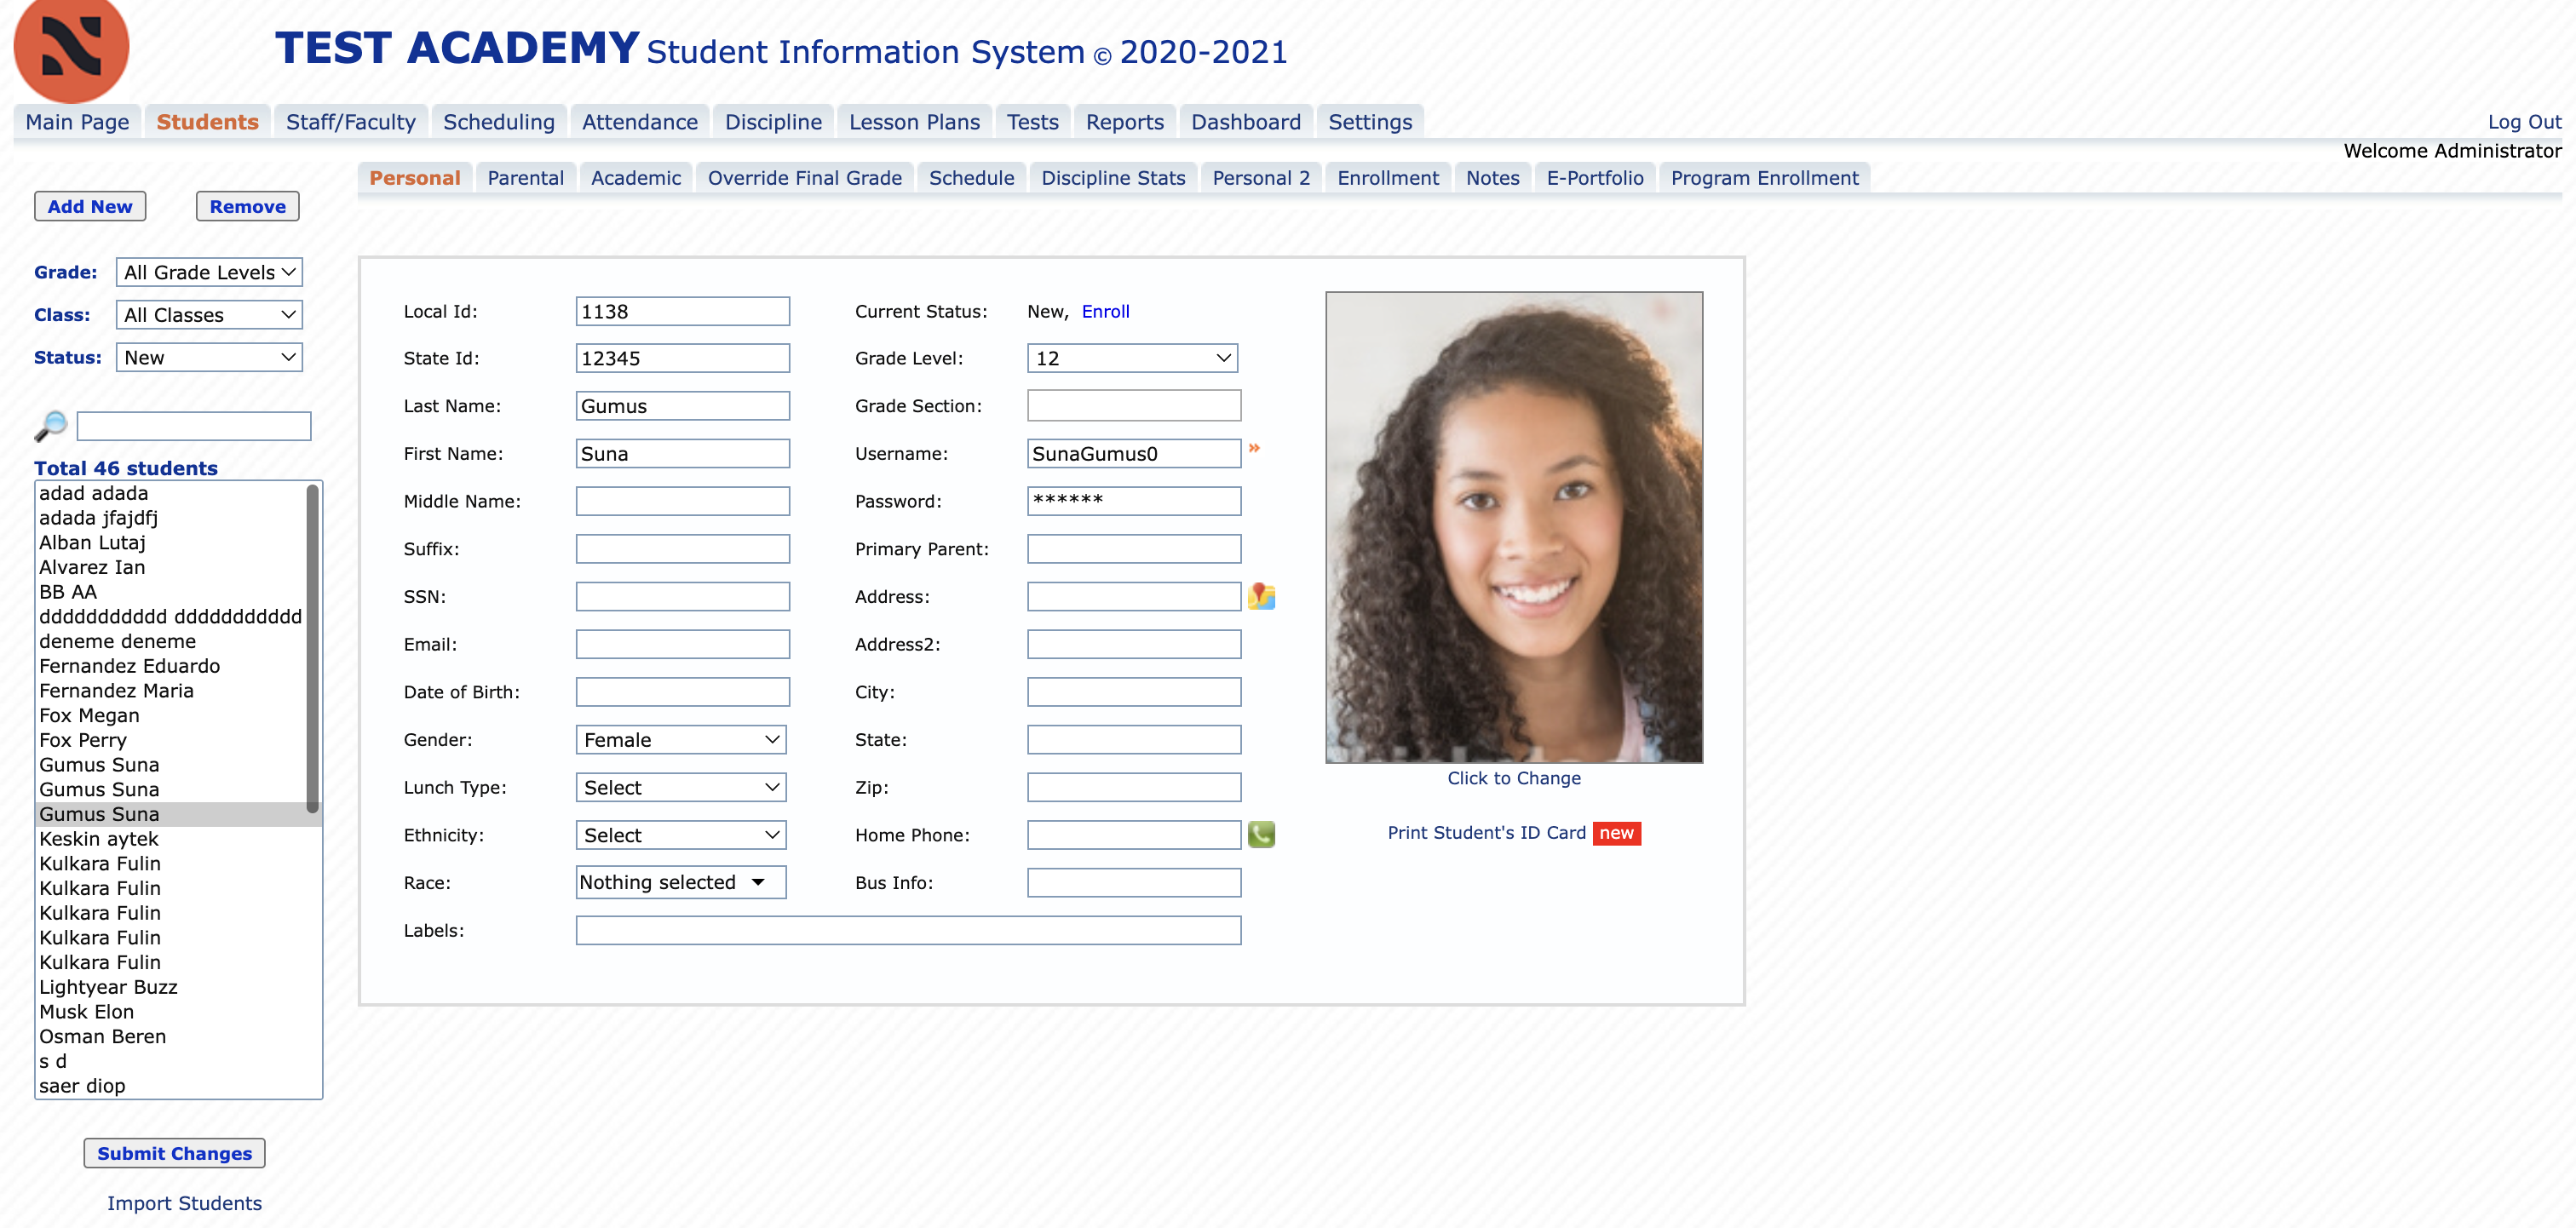 TEST ACADEMY Student Information System © 2020-2021
Main Page Students Staff/Faculty Scheduling Attendance Discipline Lesson Plans Tests Reports Dashboard Settings Log Out
Welcome Administrator
Personal Parental Academic Override Final Grade Schedule Discipline Stats Personal 2 Enrollment Notes E-Portfolio Program Enrollment
Add New Remove
Grade: All Grade Levels
Class: All Classes
Status: New
Total 46 students
adad adada
adada jfajdfj
Alban Lutaj
Alvarez Ian
BB AA
ddddddddddd ddddddddddd
deneme deneme
Fernandez Eduardo
Fernandez Maria
Fox Megan
Fox Perry
Gumus Suna
Gumus Suna
Gumus Suna
Keskin aytek
Kulkara Fulin
Kulkara Fulin
Kulkara Fulin
Kulkara Fulin
Kulkara Fulin
Lightyear Buzz
Musk Elon
Osman Beren
s d
saer diop
Submit Changes
Import Students
Local Id: 1138 Current Status: New, Enroll
State Id: 12345 Grade Level: 12
Last Name: Gumus Grade Section:
First Name: Suna Username: SunaGumus0 »
Middle Name: Password: ******
Suffix: Primary Parent:
SSN: Address:
Email: Address2:
Date of Birth: City:
Gender: Female State:
Lunch Type: Select Zip:
Ethnicity: Select Home Phone:
Race: Nothing selected Bus Info:
Labels:
Click to Change
Print Student's ID Card new